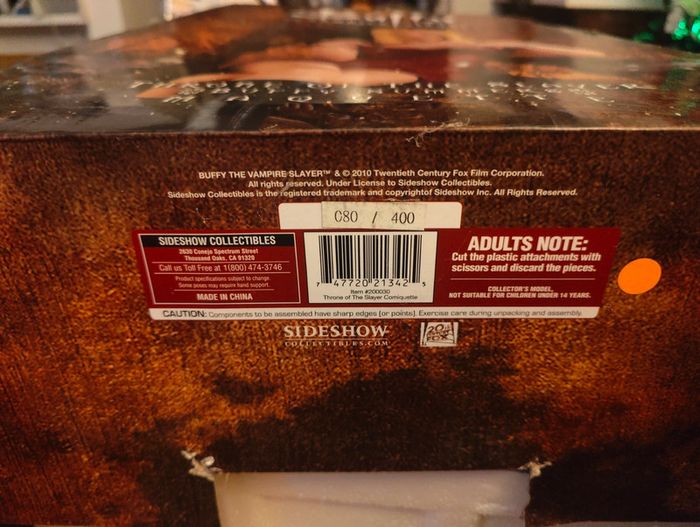 BUFFY THE VAMPIRE SLAYER™ & © 2010 Twentieth Century Fox Film Corporation.
All rights reserved. Under License to Sideshow Collectibles.
Sideshow Collectibles is the registered trademark and copyrightof Sideshow Inc. All Rights Reserved.
080 / 400
SIDESHOW COLLECTIBLES
2630 Conejo Spectrum Street
Thousand Oaks, CA 91320
Call us Toll Free at 1(800) 474-3746
Product specifications subject to change.
Some poses may require hand support.
MADE IN CHINA
7 47720 21342 5
Item #200030
Throne of The Slayer Comiquette
ADULTS NOTE:
Cut the plastic attachments with
scissors and discard the pieces.
COLLECTOR'S MODEL.
NOT SUITABLE FOR CHILDREN UNDER 14 YEARS.
CAUTION: Components to be assembled have sharp edges [or points]. Exercise care during unpacking and assembly.
SIDESHOW
COLLECTIBLES.COM
20th
CENTURY
FOX